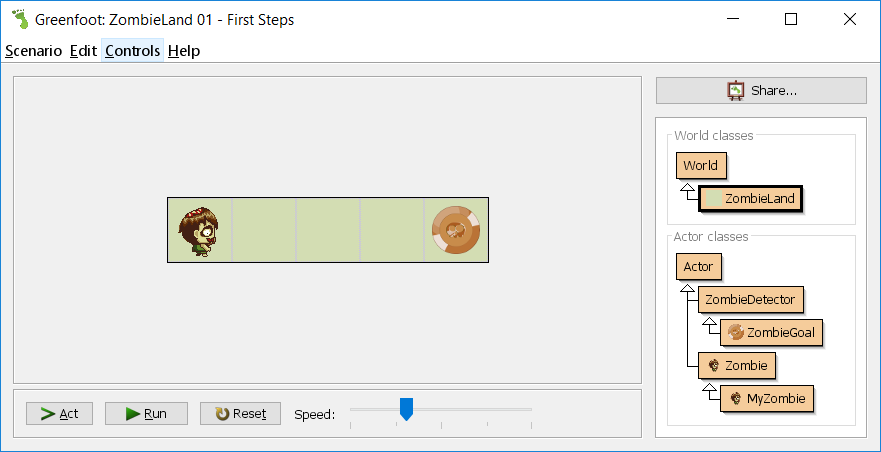 Greenfoot: ZombieLand 01 - First Steps
Scenario Edit Controls Help
Share...
World classes
World
ZombieLand
Actor classes
Actor
ZombieDetector
ZombieGoal
Zombie
MyZombie
Act Run Reset Speed: